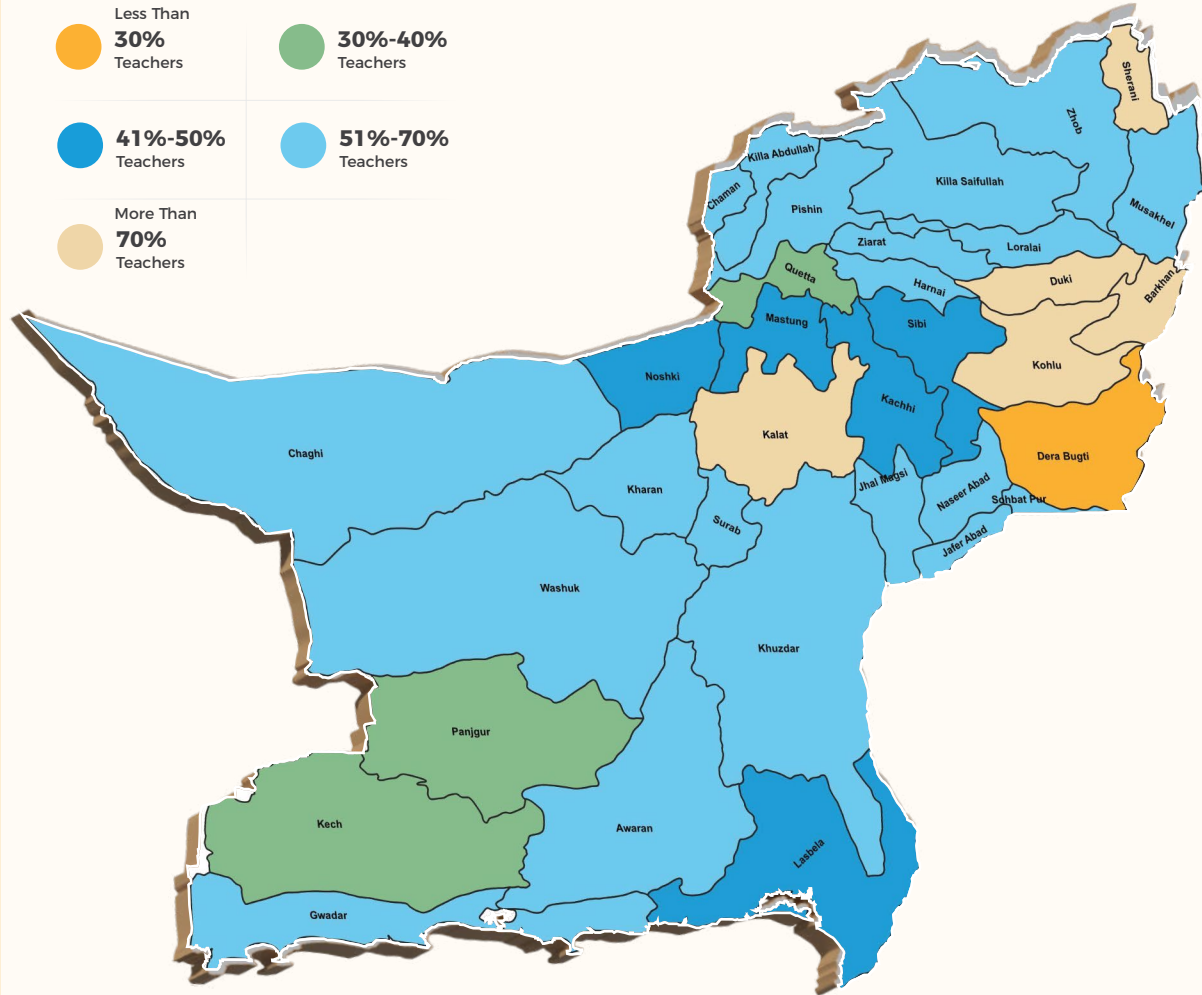 Less Than
30%
Teachers
30%-40%
Teachers
41%-50%
Teachers
51%-70%
Teachers
More Than
70%
Teachers
Sherani
Zhob
Killa Abdullah
Killa Saifullah
Chaman
Pishin
Musakhel
Ziarat
Loralai
Quetta
Harnai
Duki
Barkhan
Mastung
Sibi
Noshki
Kohlu
Kachhi
Kalat
Chaghi
Dera Bugti
Kharan
Jhal Magsi
Naseer Abad
Sohbat Pur
Surab
Jafer Abad
Washuk
Khuzdar
Panjgur
Kech
Awaran
Lasbela
Gwadar